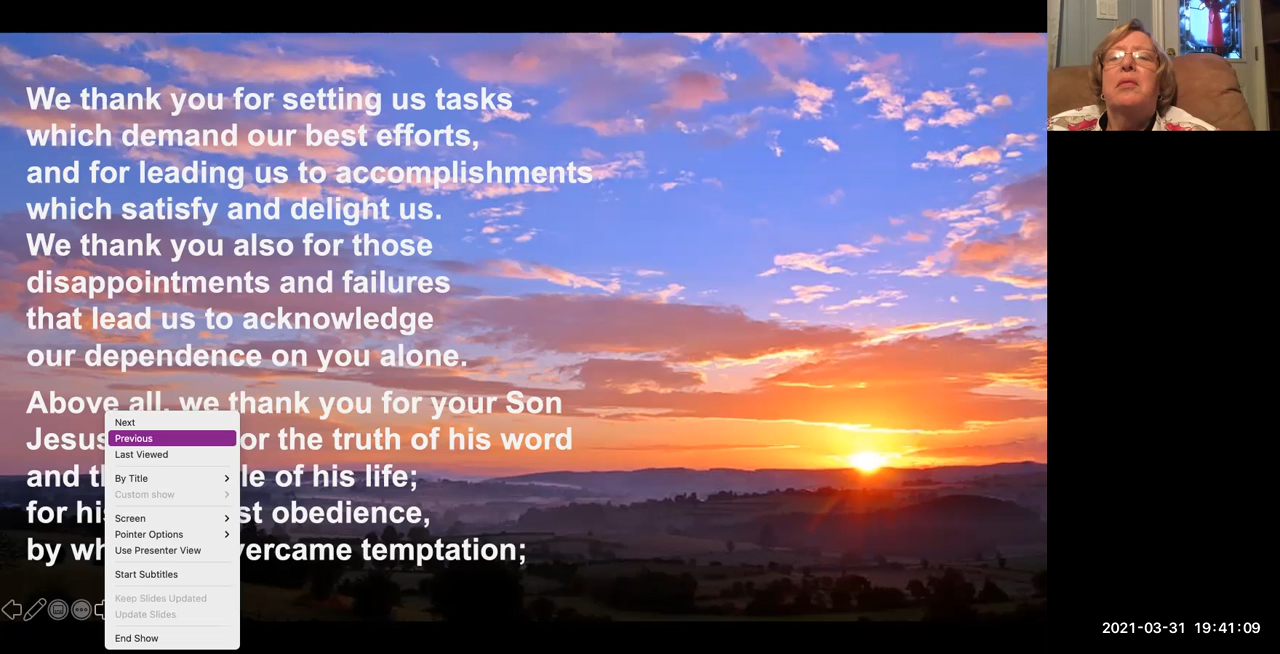 We thank you for setting us tasks
which demand our best efforts,
and for leading us to accomplishments
which satisfy and delight us.
We thank you also for those
disappointments and failures
that lead us to acknowledge
our dependence on you alone.
Above all, we thank you for your Son
Jesus or the truth of his word
and th le of his life;
for his st obedience,
by wh vercame temptation;
Next
Previous
Last Viewed
By Title
Custom show
Screen
Pointer Options
Use Presenter View
Start Subtitles
Keep Slides Updated
Update Slides
End Show
2021-03-31 19:41:09